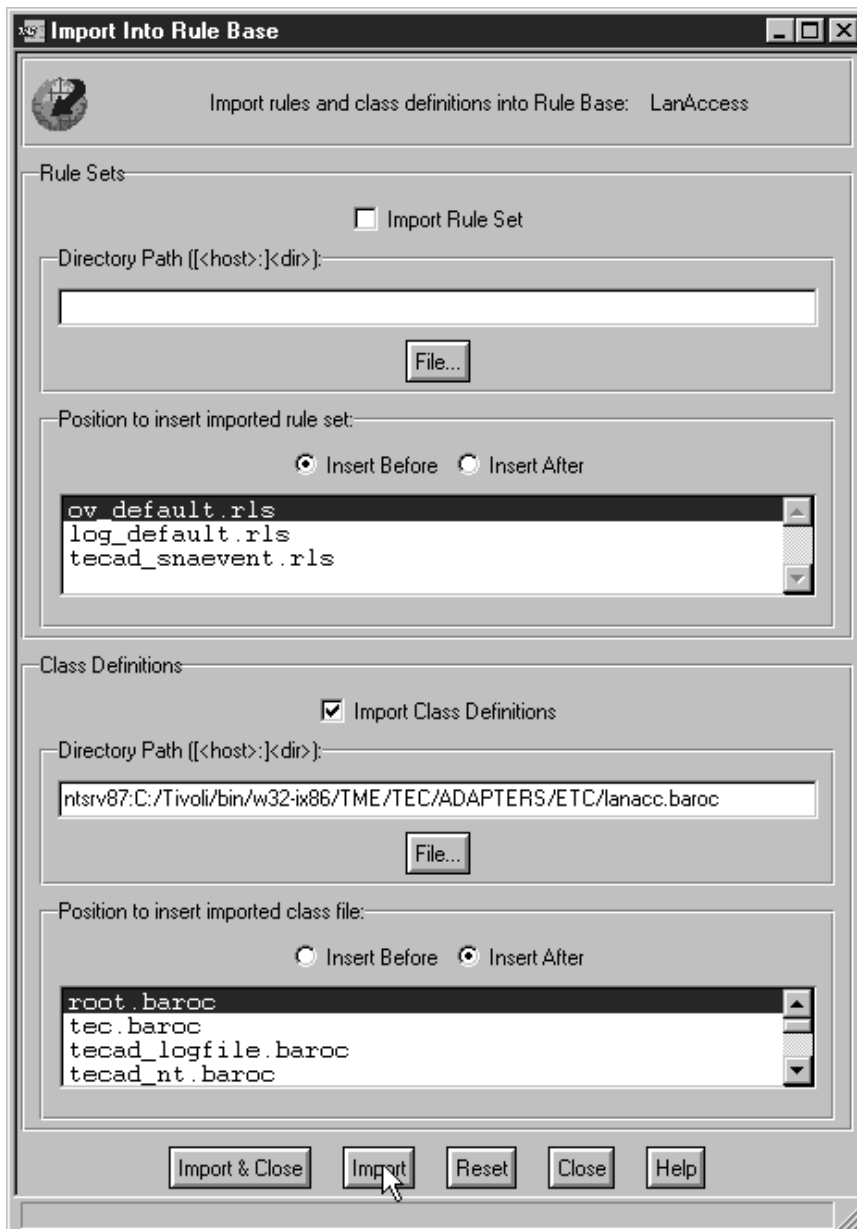 Import Into Rule Base
Import rules and class definitions into Rule Base: LanAccess
Rule Sets
Import Rule Set
Directory Path ([<host>:]<dir>):
File...
Position to insert imported rule set:
Insert Before Insert After
ov_default.rls
log_default.rls
tecad_snaevent.rls
Class Definitions
Import Class Definitions
Directory Path ([<host>:]<dir>):
ntsrv87:C:/Tivoli/bin/w32-ix86/TME/TEC/ADAPTERS/ETC/lanacc.baroc
File...
Position to insert imported class file:
Insert Before Insert After
root.baroc
tec.baroc
tecad_logfile.baroc
tecad_nt.baroc
Import & Close Import Reset Close Help